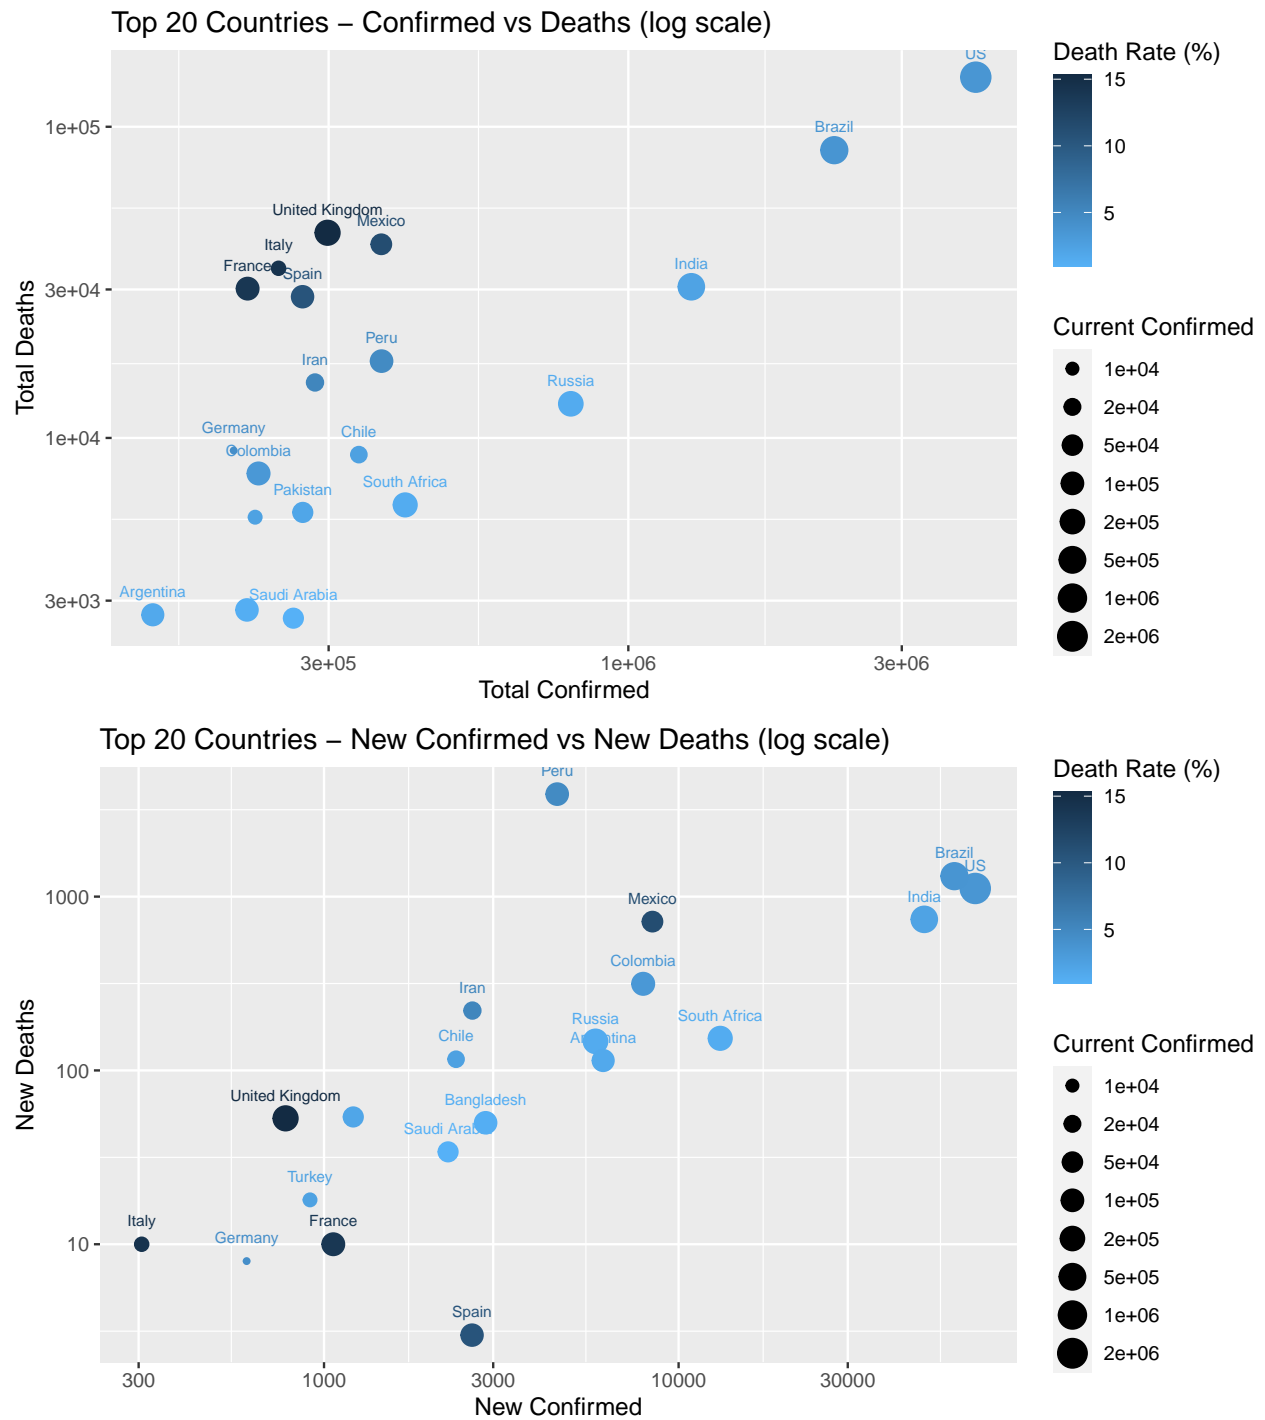 Top 20 Countries – Confirmed vs Deaths (log scale)
US
Brazil
United Kingdom
Mexico
Italy
France
Spain
India
Peru
Iran
Russia
Germany
Chile
Colombia
South Africa
Pakistan
Argentina
Saudi Arabia
1e+05
3e+04
1e+04
3e+03
Total Deaths
3e+05 1e+06 3e+06
Total Confirmed
Death Rate (%)
15
10
5
Current Confirmed
1e+04
2e+04
5e+04
1e+05
2e+05
5e+05
1e+06
2e+06
Top 20 Countries – New Confirmed vs New Deaths (log scale)
Peru
Brazil
US
Mexico
India
Colombia
Iran
Russia
South Africa
Chile
Argentina
United Kingdom
Bangladesh
Saudi Arabia
Turkey
Italy
France
Germany
Spain
1000
100
10
New Deaths
300 1000 3000 10000 30000
New Confirmed
Death Rate (%)
15
10
5
Current Confirmed
1e+04
2e+04
5e+04
1e+05
2e+05
5e+05
1e+06
2e+06